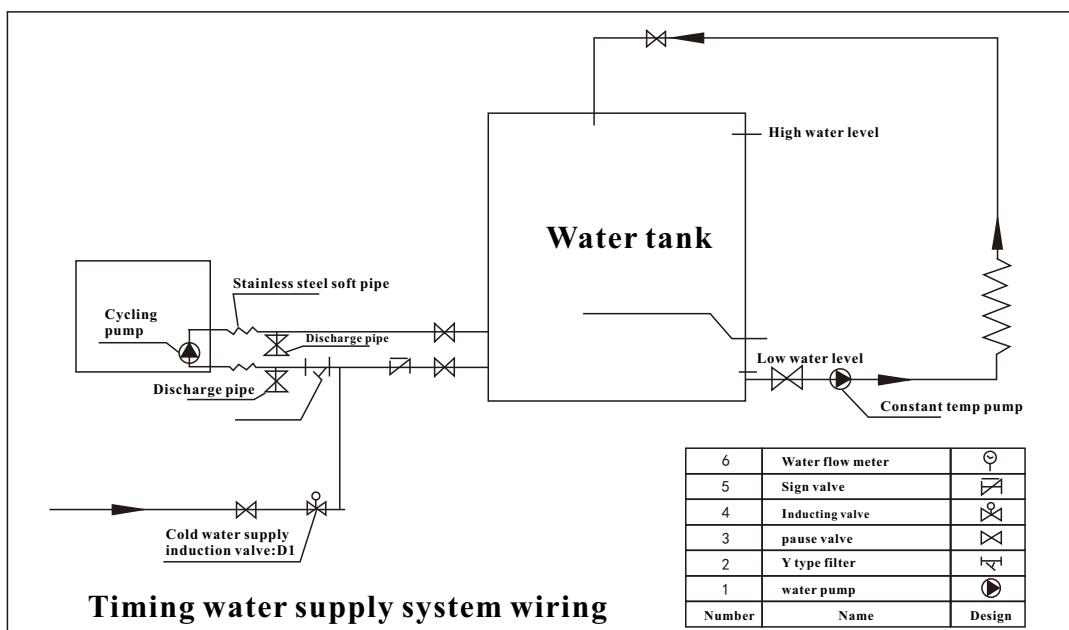 High water level
Water tank
Stainless steel soft pipe
Cycling
pump
Discharge pipe
Low water level
Discharge pipe
Constant temp pump
Cold water supply
induction valve:D1
6 Water flow meter
5 Sign valve
4 Inducting valve
3 pause valve
2 Y type filter
1 water pump
Number Name Design
Timing water supply system wiring